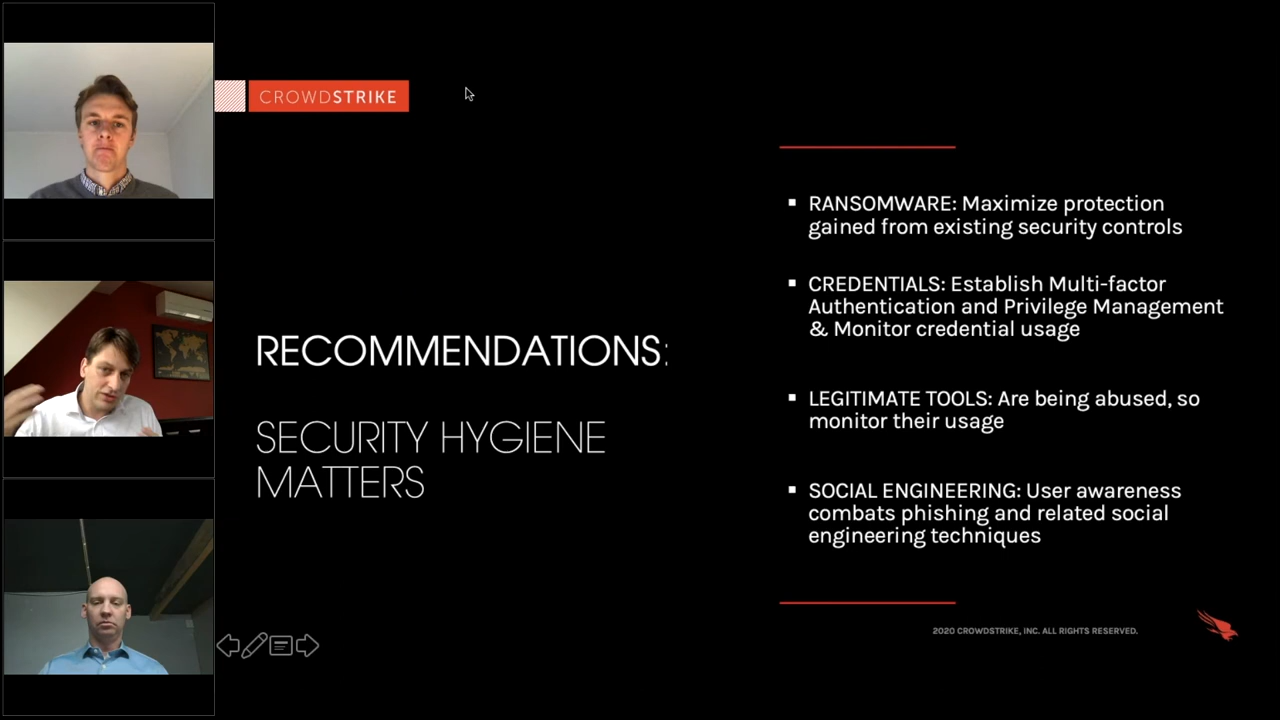 CROWDSTRIKE
RECOMMENDATIONS:
SECURITY HYGIENE
MATTERS
▪ RANSOMWARE: Maximize protection
gained from existing security controls
▪ CREDENTIALS: Establish Multi-factor
Authentication and Privilege Management
& Monitor credential usage
▪ LEGITIMATE TOOLS: Are being abused, so
monitor their usage
▪ SOCIAL ENGINEERING: User awareness
combats phishing and related social
engineering techniques
2020 CROWDSTRIKE, INC. ALL RIGHTS RESERVED.